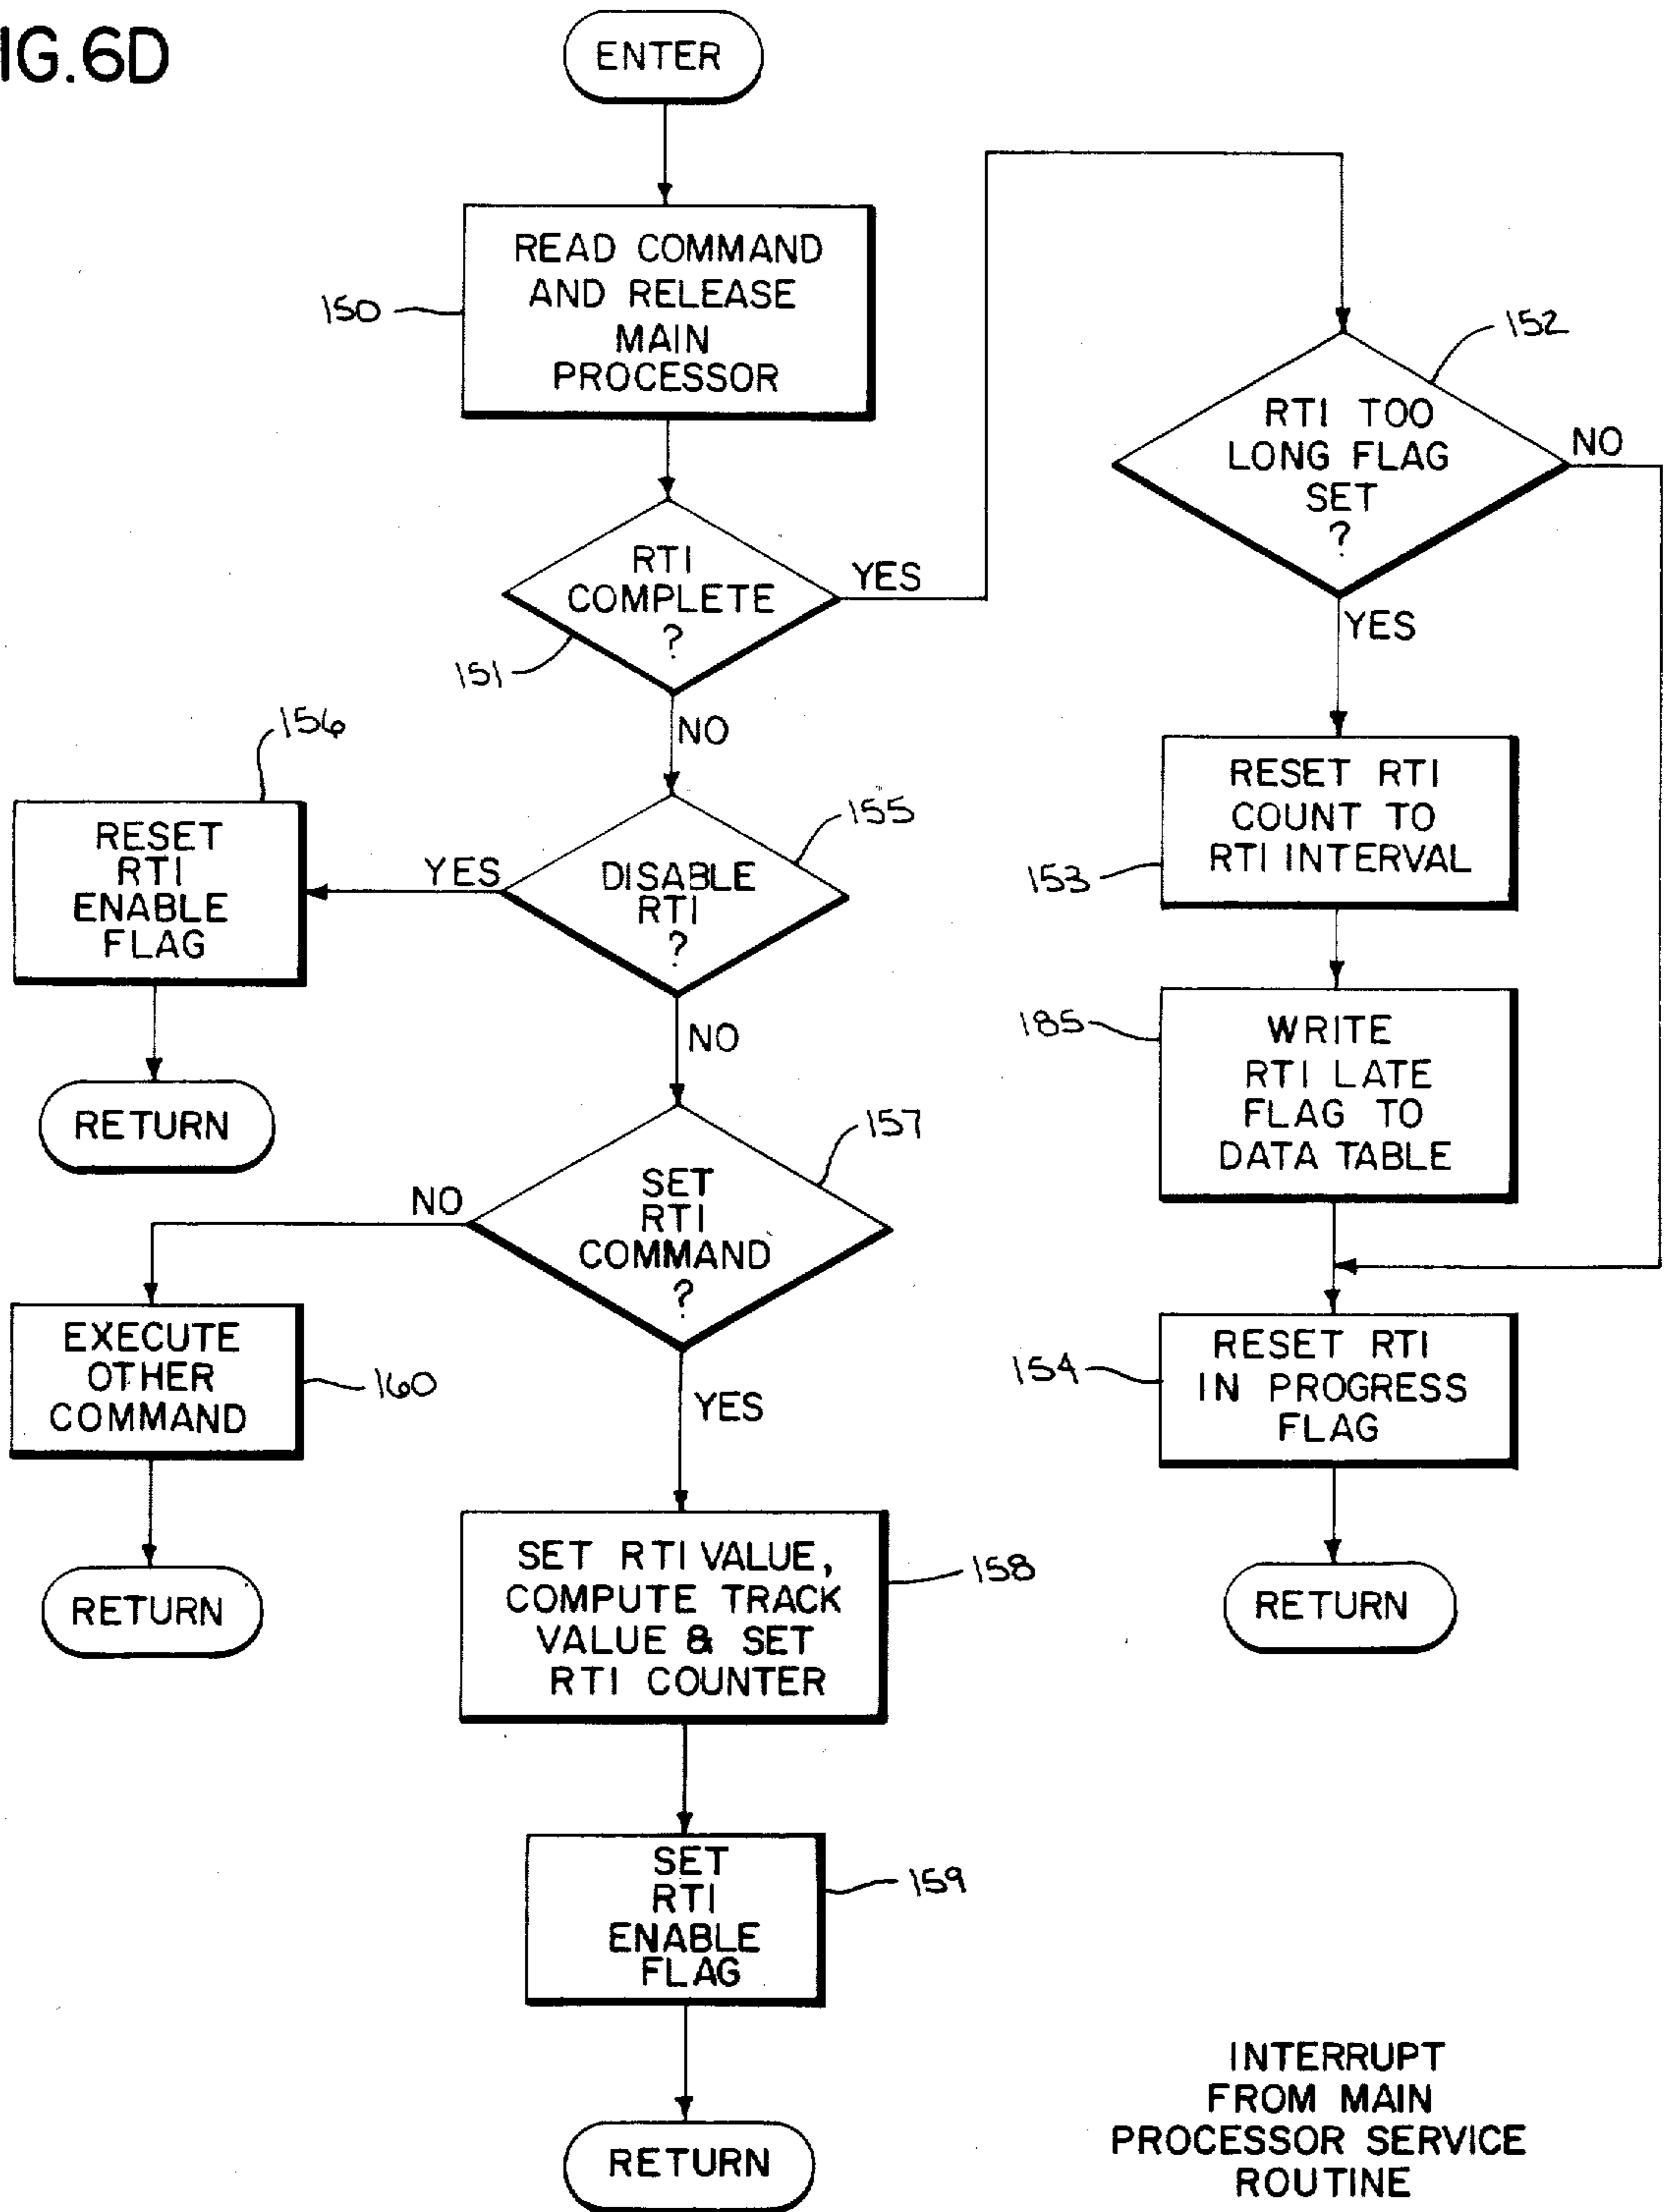 IG.6D
ENTER
READ COMMAND
AND RELEASE
MAIN
PROCESSOR
150
RTI
COMPLETE
?
YES
151
NO
152
RTI TOO
LONG FLAG
SET
?
NO
YES
RESET RTI
COUNT TO
RTI INTERVAL
153
185
WRITE
RTI LATE
FLAG TO
DATA TABLE
154
RESET RTI
IN PROGRESS
FLAG
RETURN
155
DISABLE
RTI
?
YES
156
RESET
RTI
ENABLE
FLAG
RETURN
NO
157
SET
RTI
COMMAND
?
NO
EXECUTE
OTHER
COMMAND
160
RETURN
YES
SET RTI VALUE,
COMPUTE TRACK
VALUE & SET
RTI COUNTER
158
SET
RTI
ENABLE
FLAG
159
RETURN
INTERRUPT
FROM MAIN
PROCESSOR SERVICE
ROUTINE